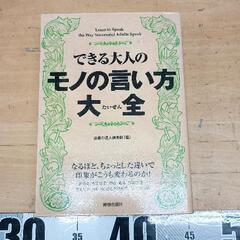 Learn to Speak
the Way Successful Adults Speak
できる大人の
モノの言い方
大たいぜん全
話題の達人倶楽部[編]
なるほど、ちょっとした違いで
印象がこうも変わるのか!
青春出版社
30 35 40 45 50